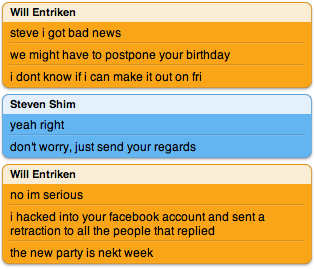 Will Entriken
steve i got bad news
we might have to postpone your birthday
i dont know if i can make it out on fri
Steven Shim
yeah right
don't worry, just send your regards
Will Entriken
no im serious
i hacked into your facebook account and sent a
retraction to all the people that replied
the new party is nekt week